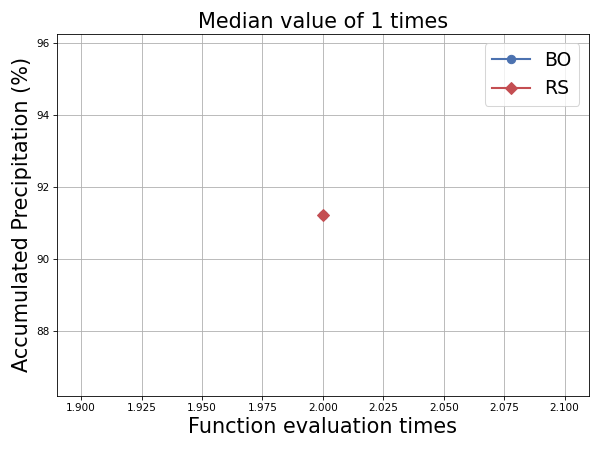 Median value of 1 times
BO
RS
Accumulated Precipitation (%)
96
94
92
90
88
1.900 1.925 1.950 1.975 2.000 2.025 2.050 2.075 2.100
Function evaluation times